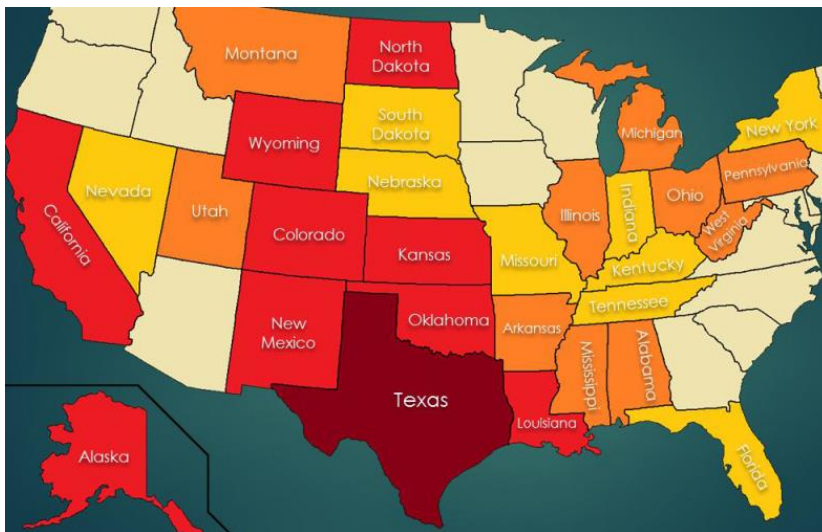 Montana
North
Dakota
South
Dakota
Michigan
New York
Wyoming
Pennsylvania
Nebraska
Ohio
Nevada
Utah
Illinois
Indiana
West
Virginia
California
Colorado
Kansas
Missouri
Kentucky
Tennessee
New
Mexico
Oklahoma
Arkansas
Mississippi
Alabama
Texas
Louisiana
Alaska
Florida